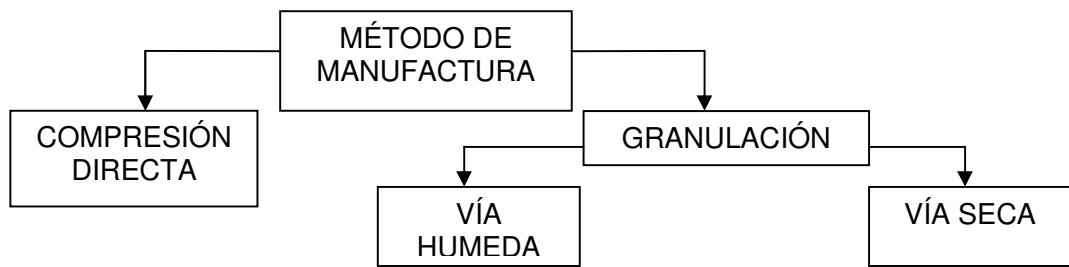 MÉTODO DE
MANUFACTURA
COMPRESIÓN
DIRECTA
GRANULACIÓN
VÍA
HUMEDA
VÍA SECA